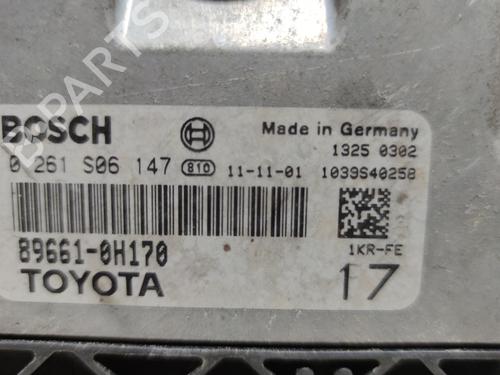 B-PARTS
BOSCH
Made in Germany
0 261 S06 147 810 11-11-01
1325 0302
1039S40258
89661-0H170
1KR-FE
TOYOTA
17